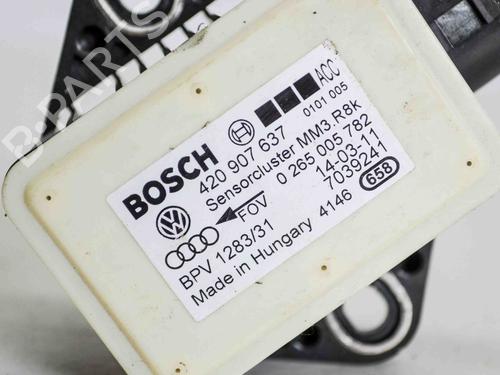 BOSCH
420 907 637
ACC
0101 005
Sensorcluster MM3.R8k
0 265 005 782
14-03-11
7039241
FOV
BPV 1283/31
4146
658
Made in Hungary
B-PARTS